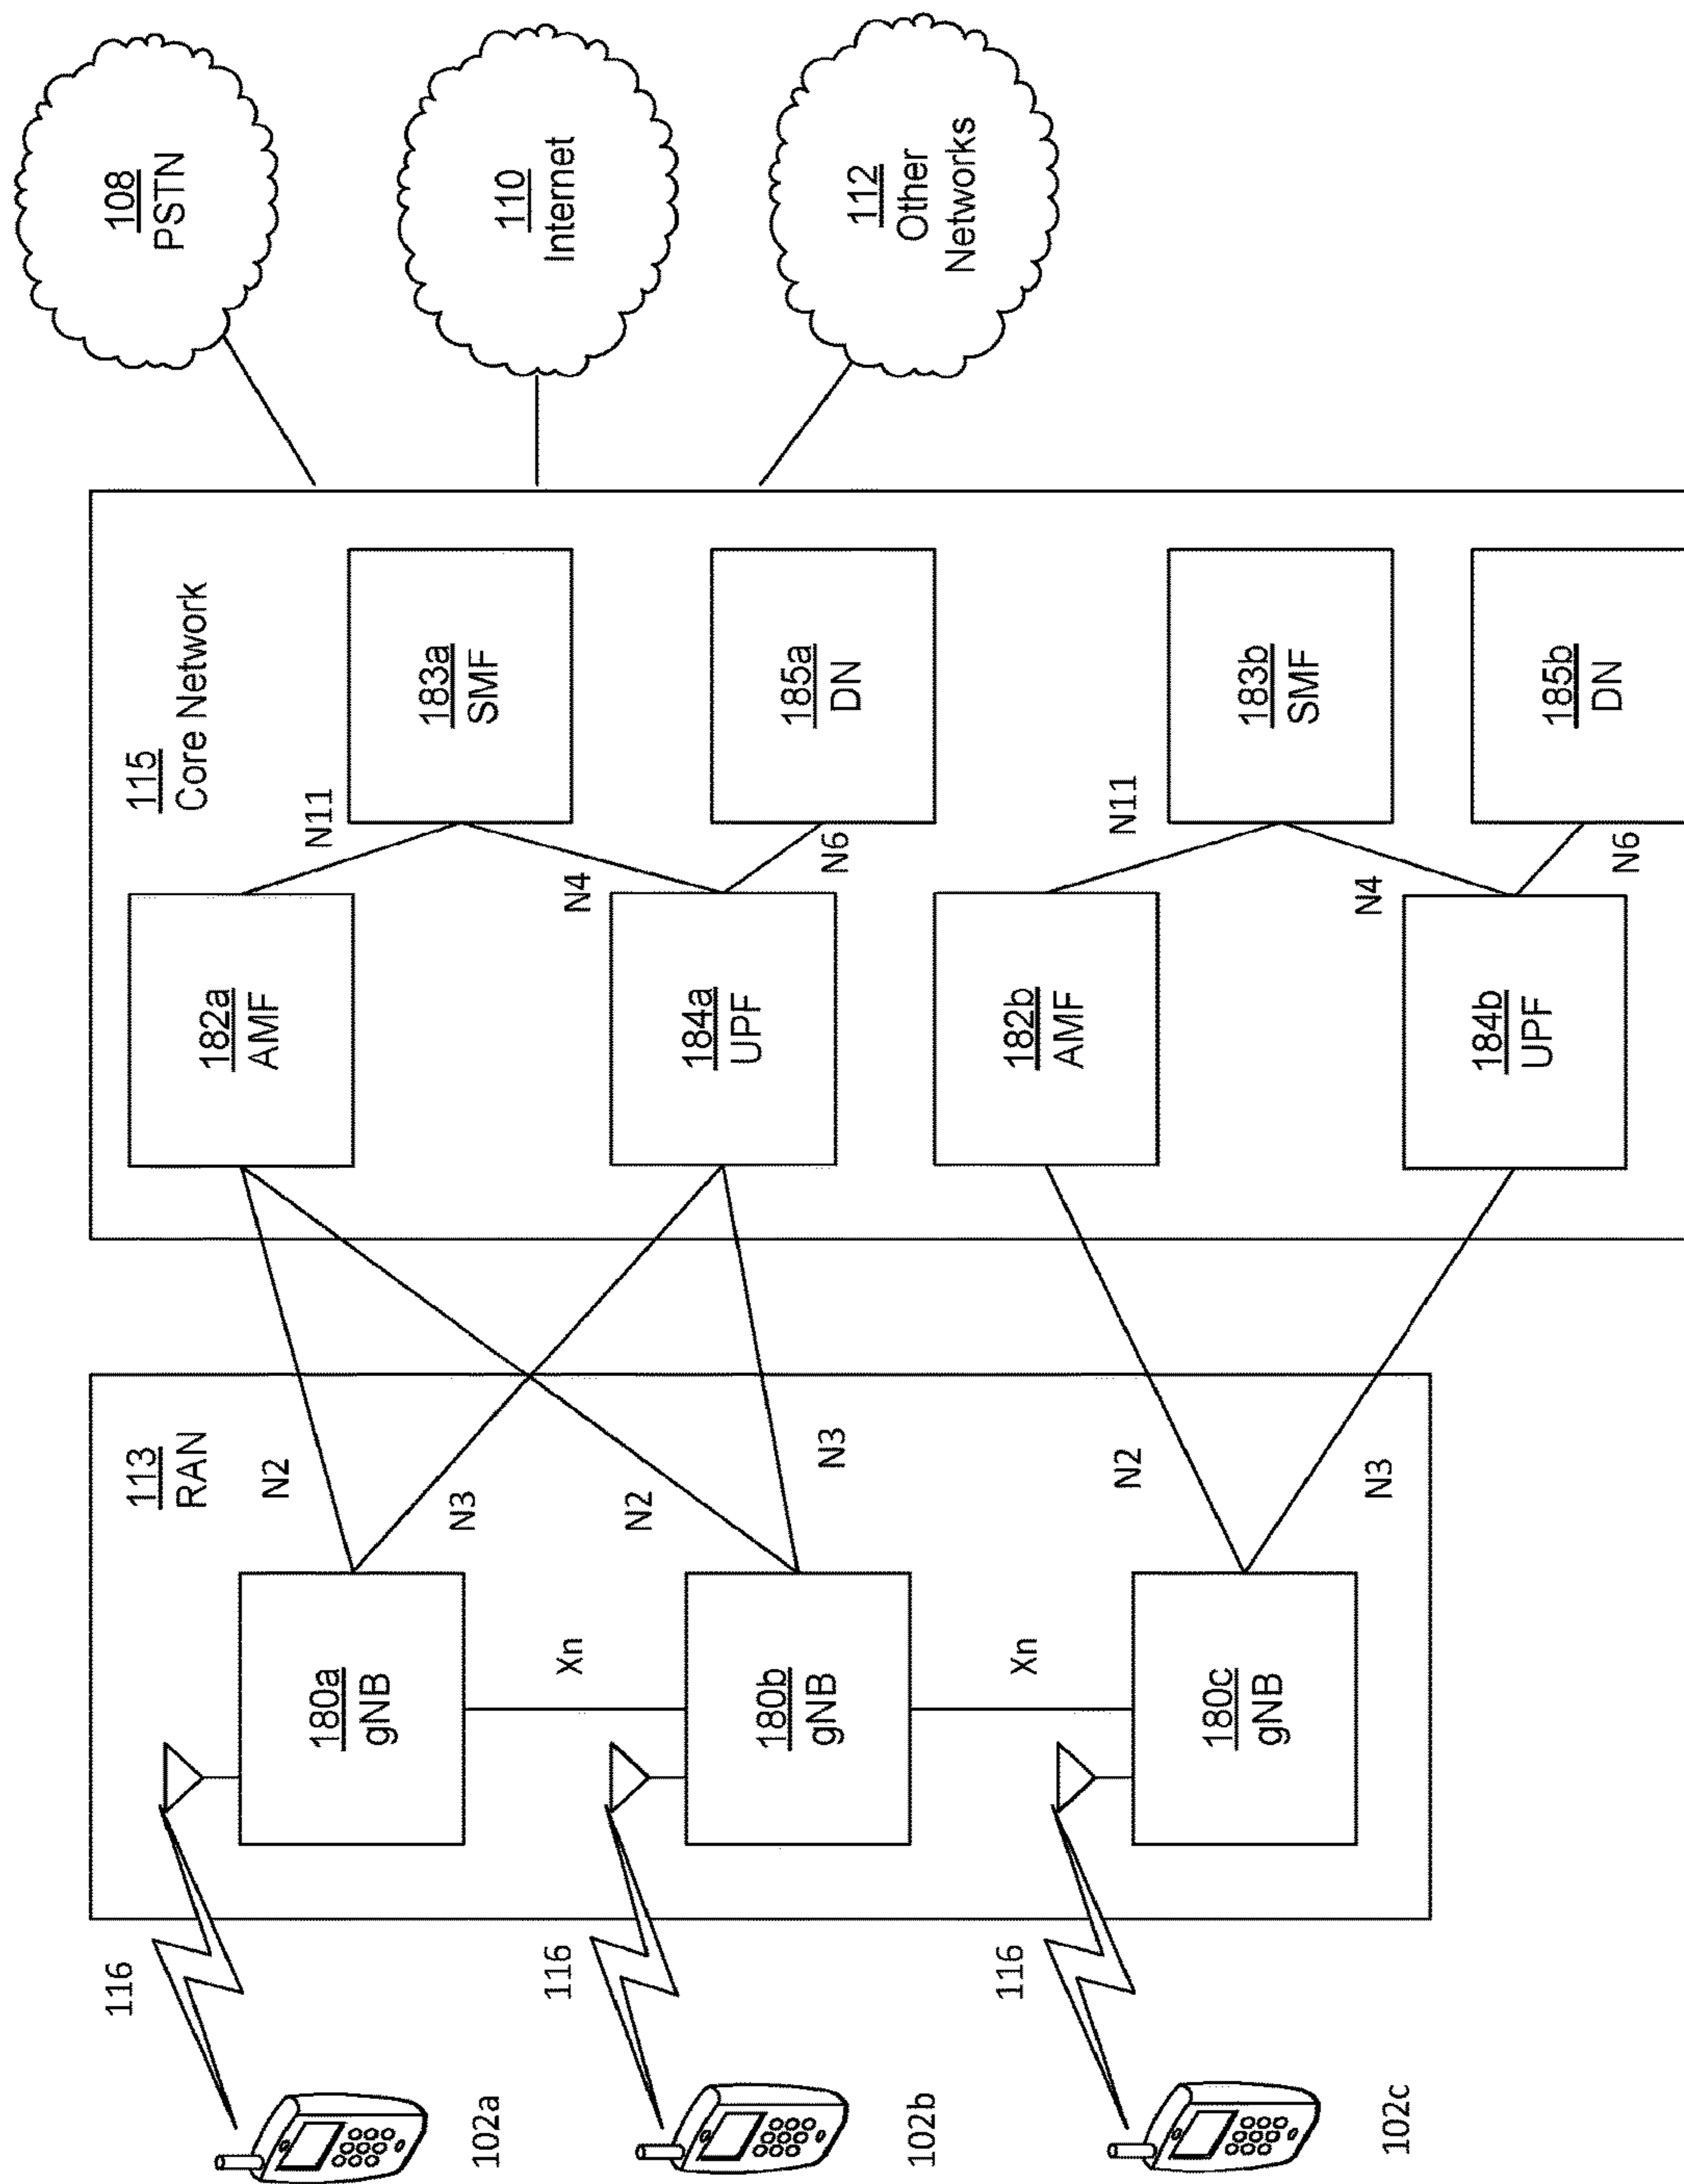 102a
116
113
RAN
180a
gNB
N2
N3
Xn
102b
116
180b
gNB
N2
N3
Xn
102c
116
180c
gNB
N2
N3
115
Core Network
182a
AMF
N11
183a
SMF
N4
184a
UPF
N6
185a
DN
182b
AMF
N11
183b
SMF
N4
184b
UPF
N6
185b
DN
108
PSTN
110
Internet
112
Other
Networks